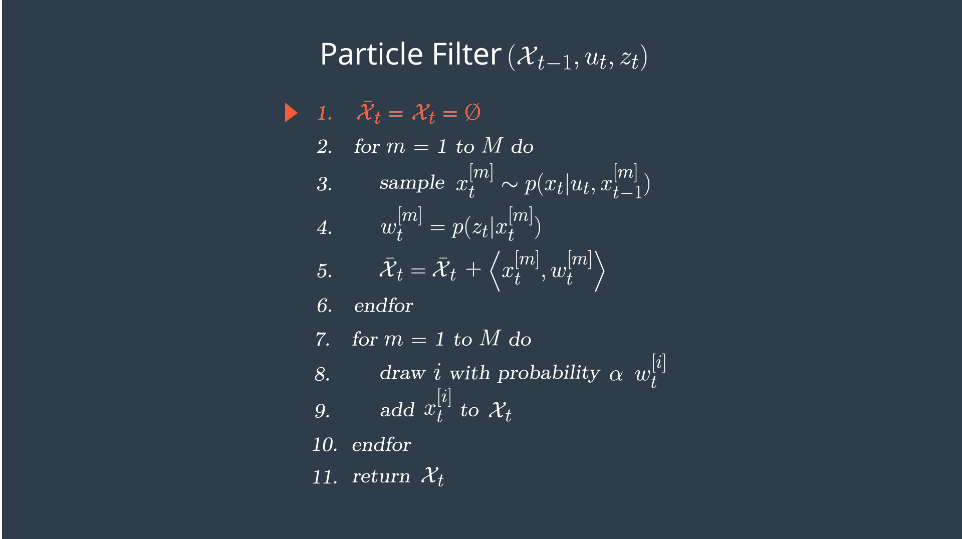 Particle Filter (𝒳ₜ₋₁, uₜ, zₜ)
1. 𝒳̄ₜ = 𝒳ₜ = Ø
2. for m = 1 to M do
3. sample xₜ^[m] ∼ p(xₜ|uₜ, xₜ₋₁^[m])
4. wₜ^[m] = p(zₜ|xₜ^[m])
5. 𝒳̄ₜ = 𝒳̄ₜ + ⟨xₜ^[m], wₜ^[m]⟩
6. endfor
7. for m = 1 to M do
8. draw i with probability α wₜ^[i]
9. add xₜ^[i] to 𝒳ₜ
10. endfor
11. return 𝒳ₜ